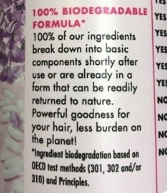 100% BIODEGRADABLE
FORMULA*
100% of our ingredients
break down into basic
components shortly after
use or are already in a
form that can be readily
returned to nature.
Powerful goodness for
your hair, less burden on
the planet!
*Ingredient biodegradation based on
OECD test methods (301, 302 and/or
310) and Principles.
YES
YES
YES
YES
NO
NO
NO